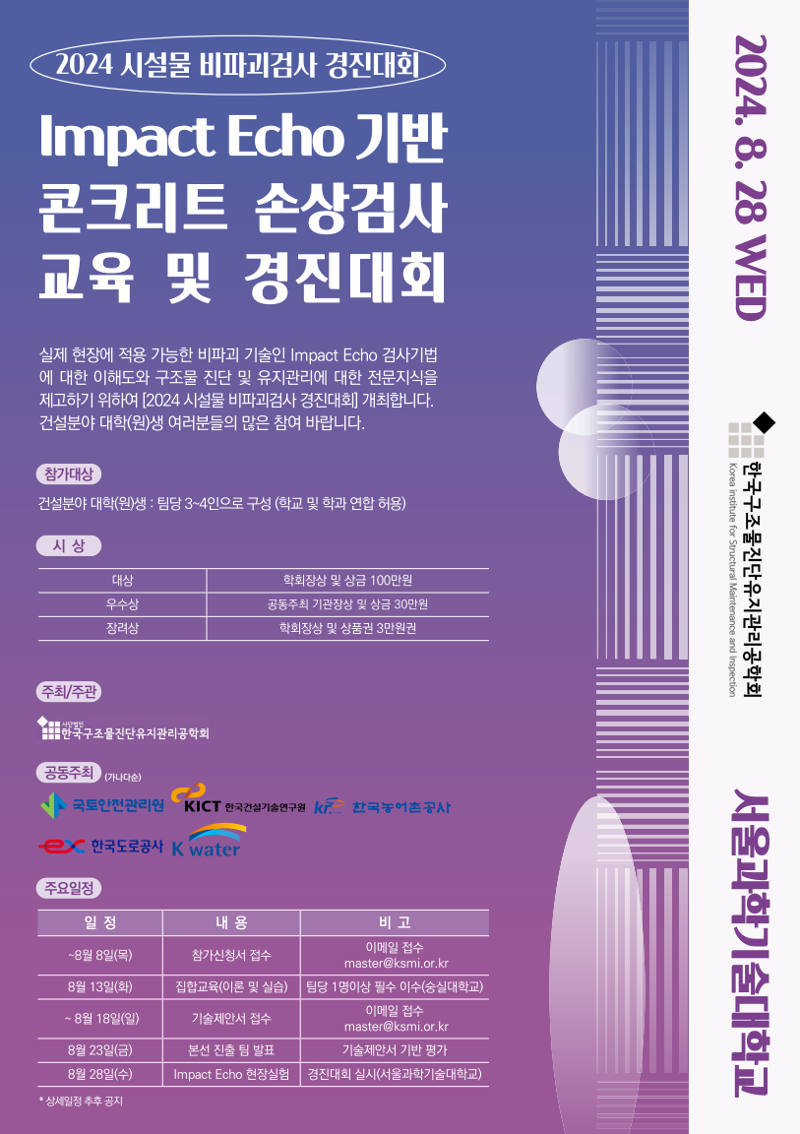 2024 시설물 비파괴검사 경진대회
Impact Echo 기반
콘크리트 손상검사
교육 및 경진대회
실제 현장에 적용 가능한 비파괴 기술인 Impact Echo 검사기법
에 대한 이해도와 구조물 진단 및 유지관리에 대한 전문지식을
제고하기 위하여 [2024 시설물 비파괴검사 경진대회] 개최합니다.
건설분야 대학(원)생 여러분들의 많은 참여 바랍니다.
참가대상
건설분야 대학(원)생 : 팀당 3~4인으로 구성 (학교 및 학과 연합 허용)
시 상
대상 학회장상 및 상금 100만원
우수상 공동주최 기관장상 및 상금 30만원
장려상 학회장상 및 상품권 3만원권
주최/주관
사단법인
한국구조물진단유지관리공학회
공동주최 (가나다순)
국토안전관리원 KICT 한국건설기술연구원 한국농어촌공사
ex 한국도로공사 K water
주요일정
일 정 내 용 비 고
~8월 8일(목) 참가신청서 접수 이메일 접수
master@ksmi.or.kr
8월 13일(화) 집합교육(이론 및 실습) 팀당 1명이상 필수 이수(숭실대학교)
~ 8월 18일(일) 기술제안서 접수 이메일 접수
master@ksmi.or.kr
8월 23일(금) 본선 진출 팀 발표 기술제안서 기반 평가
8월 28일(수) Impact Echo 현장실험 경진대회 실시(서울과학기술대학교)
* 상세일정 추후 공지
2024. 8. 28 WED
한국구조물진단유지관리공학회
Korea institute for Structural Maintenance and Inspection
서울과학기술대학교